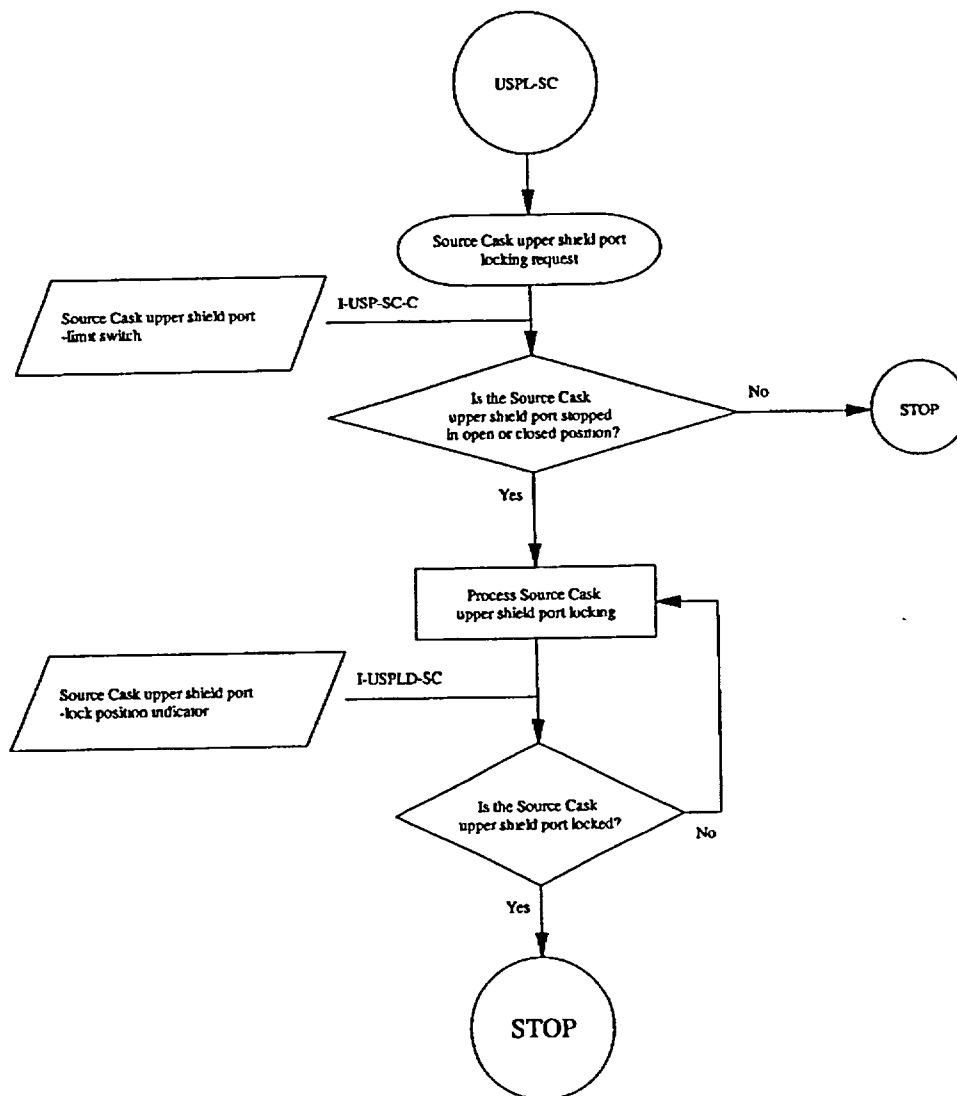 USPL-SC
Source Cask upper shield port
locking request
I-USP-SC-C
Source Cask upper shield port
-limit switch
Is the Source Cask
upper shield port stopped
in open or closed position?
No
STOP
Yes
Process Source Cask
upper shield port locking
I-USPLD-SC
Source Cask upper shield port
-lock position indicator
Is the Source Cask
upper shield port locked?
No
Yes
STOP